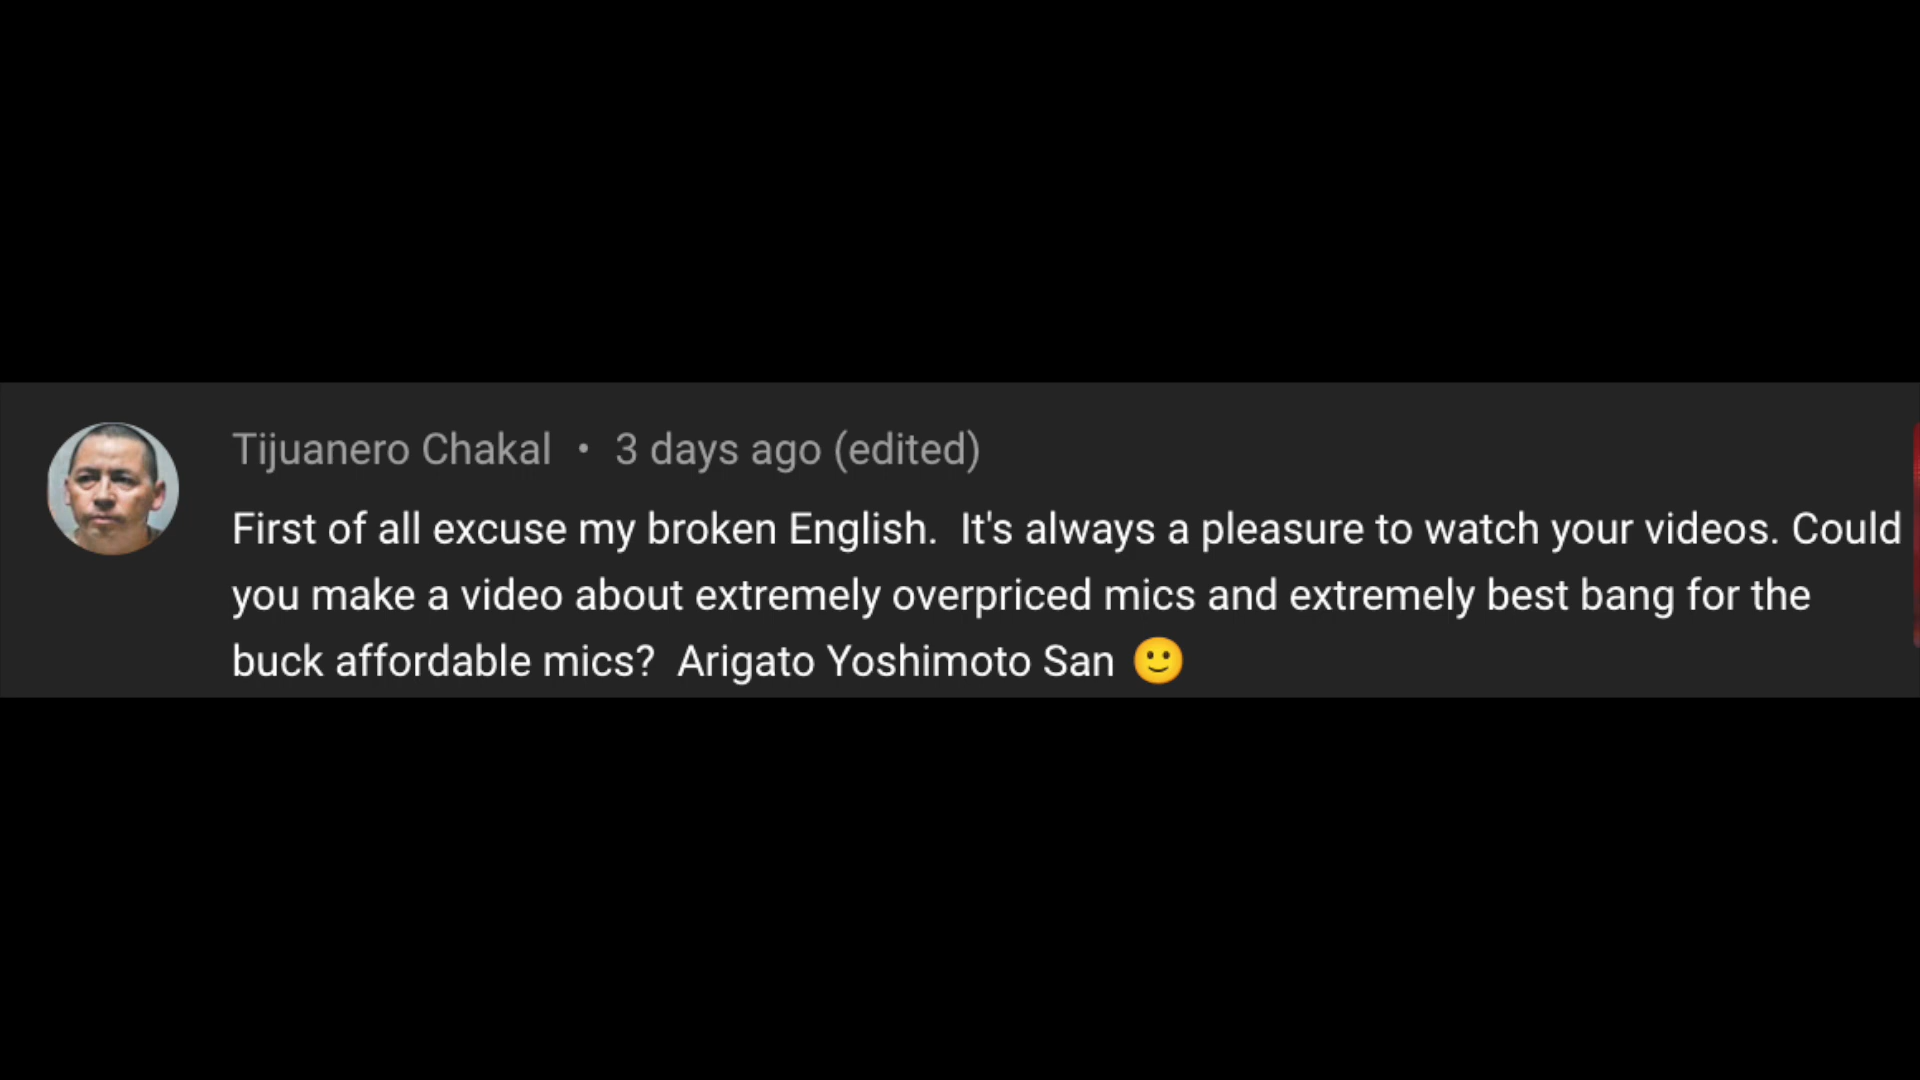 Tijuanero Chakal • 3 days ago (edited)
First of all excuse my broken English.  It's always a pleasure to watch your videos. Could
you make a video about extremely overpriced mics and extremely best bang for the
buck affordable mics?  Arigato Yoshimoto San 🙂